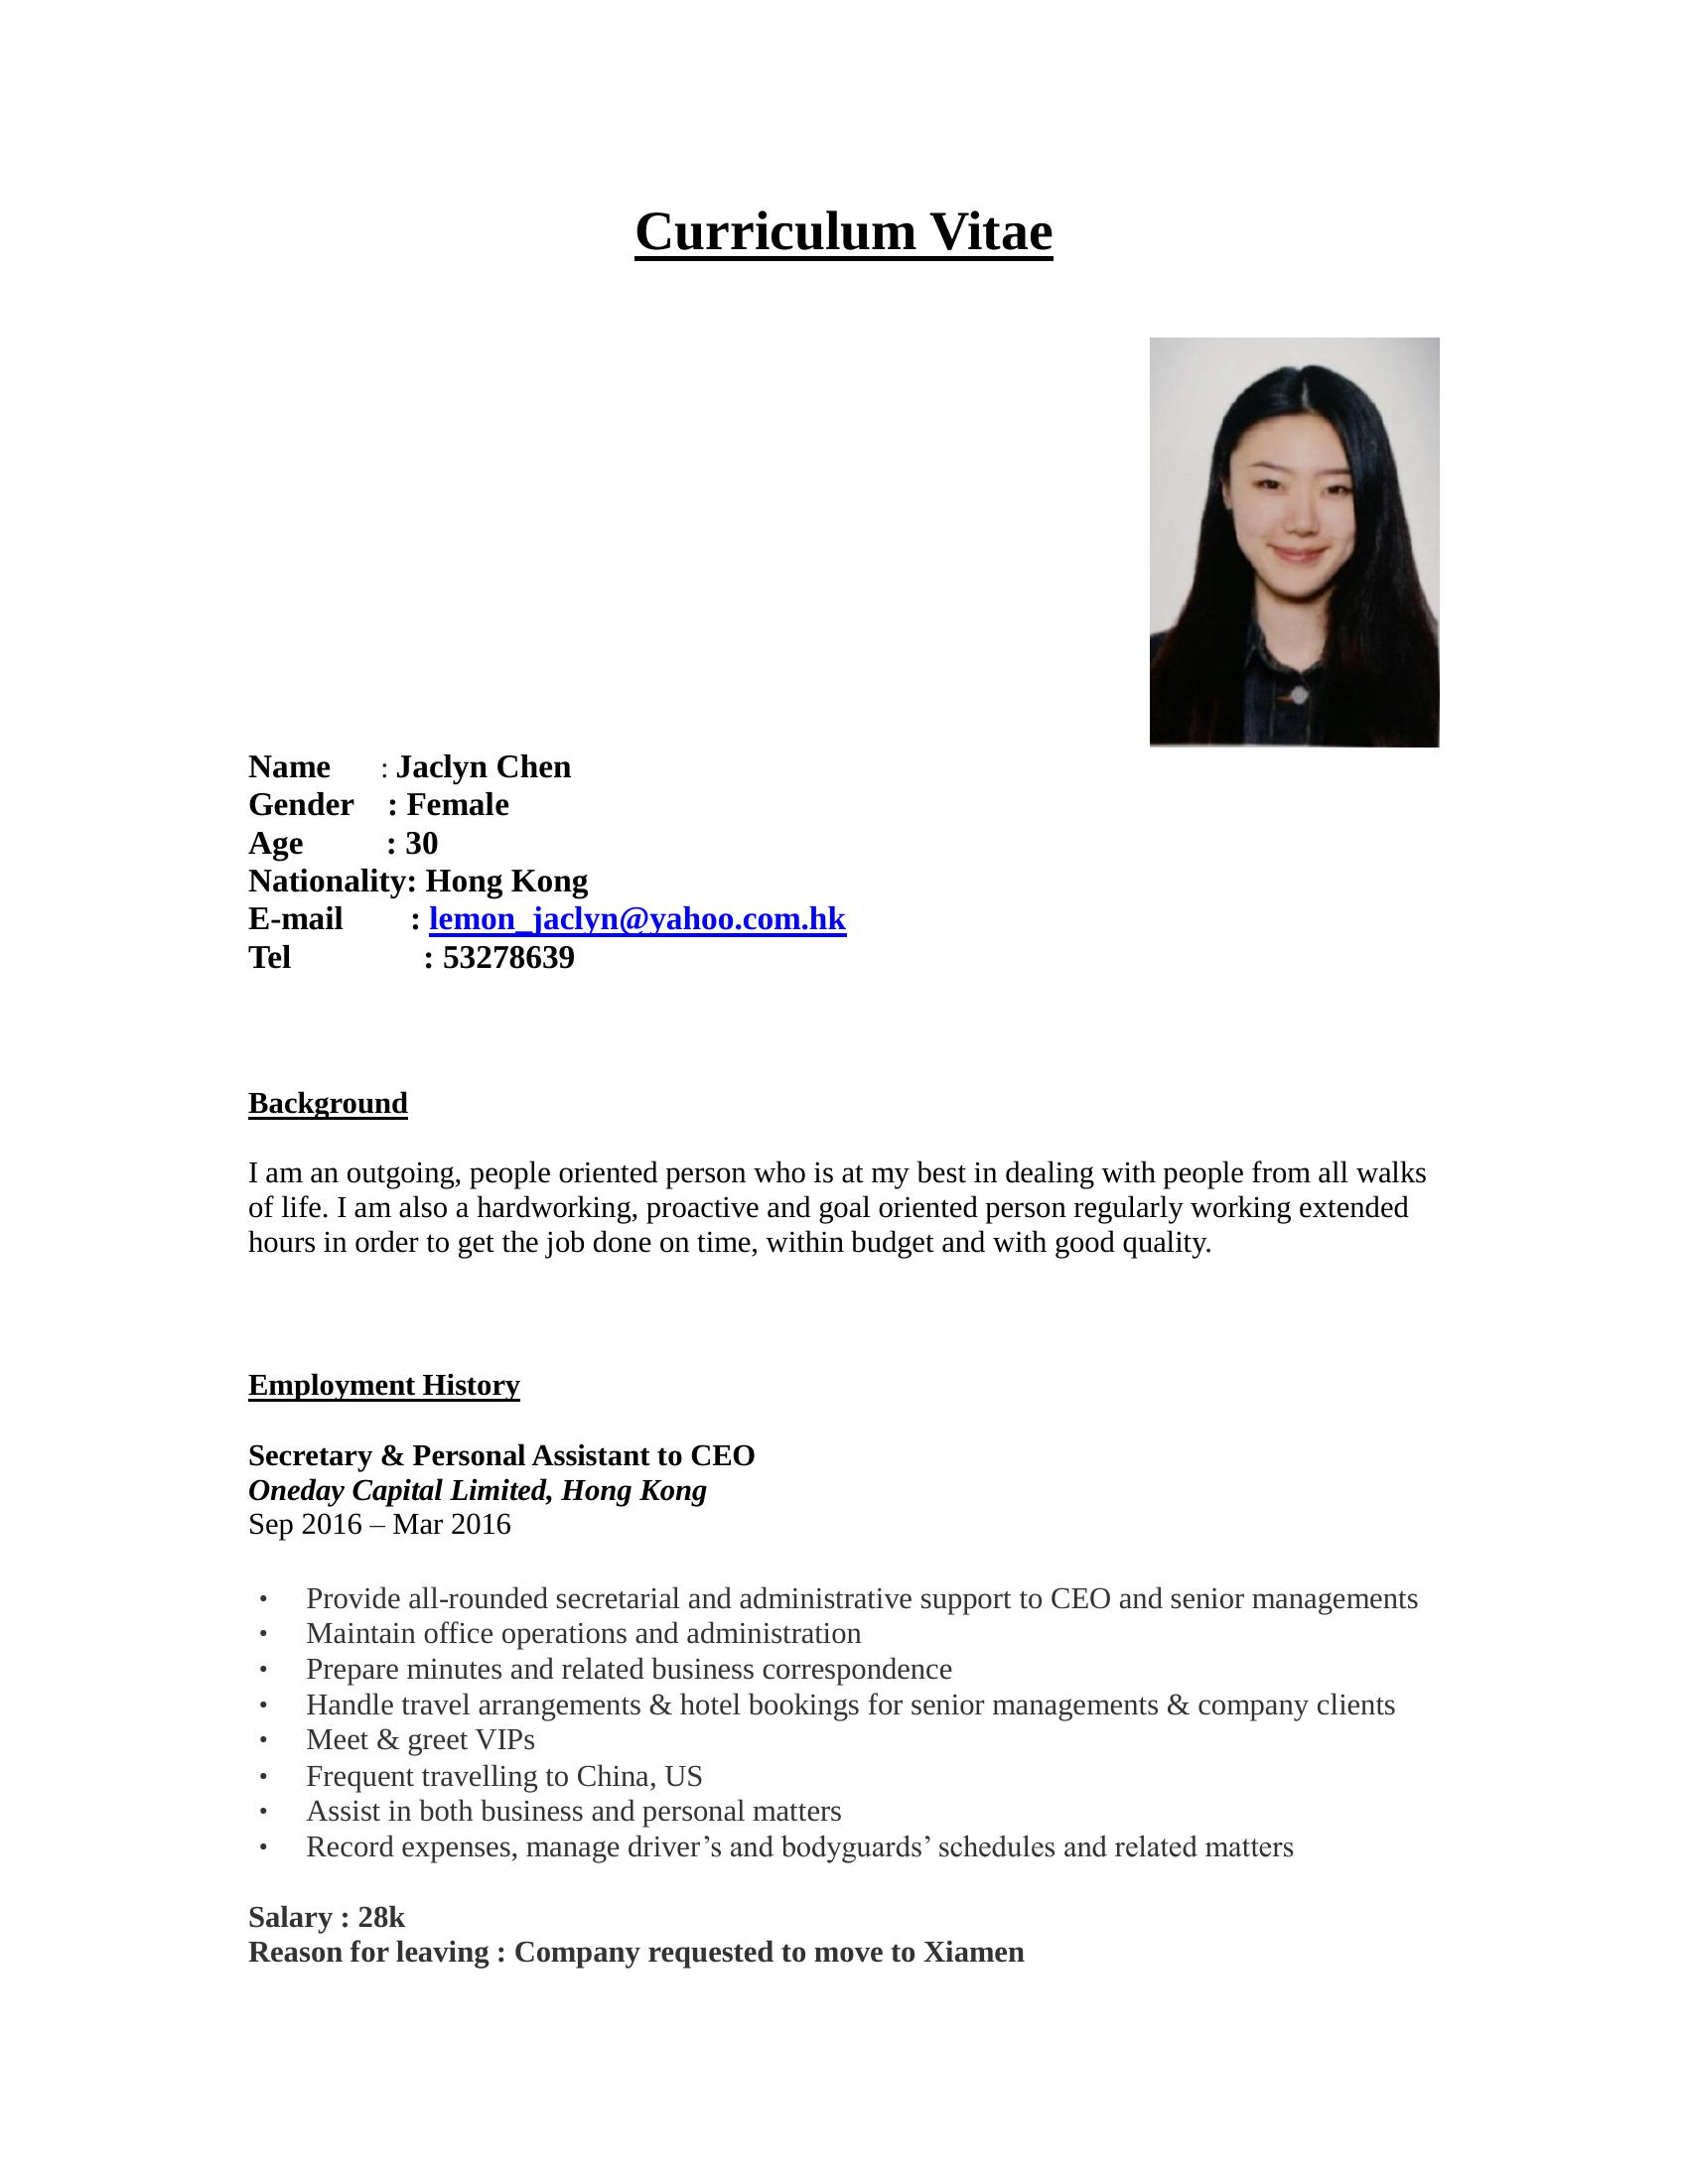 Curriculum Vitae
Name : Jaclyn Chen
Gender : Female
Age : 30
Nationality: Hong Kong
E-mail : lemon_jaclyn@yahoo.com.hk
Tel : 53278639
Background
I am an outgoing, people oriented person who is at my best in dealing with people from all walks
of life. I am also a hardworking, proactive and goal oriented person regularly working extended
hours in order to get the job done on time, within budget and with good quality.
Employment History
Secretary & Personal Assistant to CEO
Oneday Capital Limited, Hong Kong
Sep 2016 – Mar 2016
• Provide all-rounded secretarial and administrative support to CEO and senior managements
• Maintain office operations and administration
• Prepare minutes and related business correspondence
• Handle travel arrangements & hotel bookings for senior managements & company clients
• Meet & greet VIPs
• Frequent travelling to China, US
• Assist in both business and personal matters
• Record expenses, manage driver’s and bodyguards’ schedules and related matters
Salary : 28k
Reason for leaving : Company requested to move to Xiamen